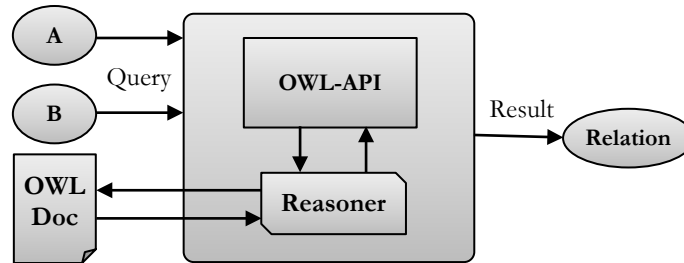 A
Query
B
OWL-API
Result
Relation
OWL
Doc
Reasoner